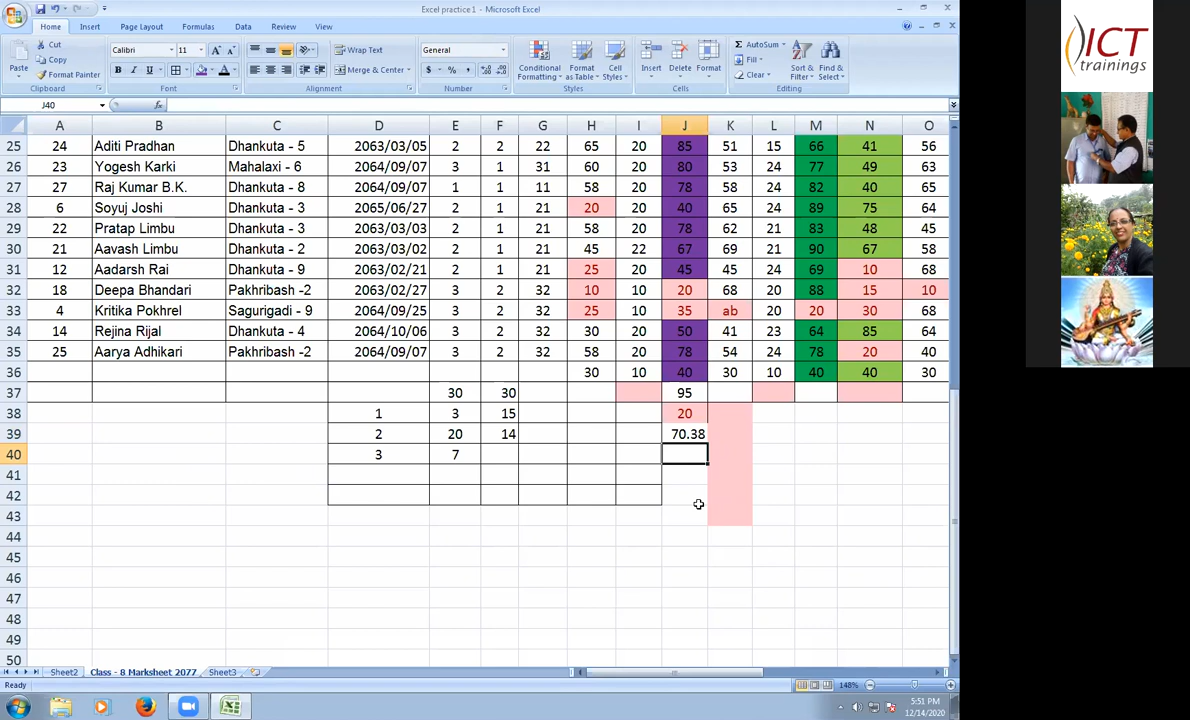 Excel practice1 - Microsoft Excel
Home Insert Page Layout Formulas Data Review View
Cut
Copy
Format Painter
Paste
Clipboard
Calibri 11
B I U
Font
Wrap Text
Merge & Center
Alignment
General
$ % ,
Number
Conditional Formatting
Format as Table
Cell Styles
Styles
Insert Delete Format
Cells
AutoSum
Fill
Clear
Sort & Filter
Find & Select
Editing
J40 fx
A B C D E F G H I J K L M N O
25 24 Aditi Pradhan Dhankuta - 5 2063/03/05 2 2 22 65 20 85 51 15 66 41 56
26 23 Yogesh Karki Mahalaxi - 6 2064/09/07 3 1 31 60 20 80 53 24 77 49 63
27 27 Raj Kumar B.K. Dhankuta - 8 2064/09/07 1 1 11 58 20 78 58 24 82 40 65
28 6 Soyuj Joshi Dhankuta - 3 2065/06/27 2 1 21 20 20 40 65 24 89 75 64
29 22 Pratap Limbu Dhankuta - 3 2063/03/05 2 1 21 58 20 78 62 21 83 48 45
30 21 Aavash Limbu Dhankuta - 2 2063/03/02 2 1 21 45 22 67 69 21 90 67 58
31 12 Aadarsh Rai Dhankuta - 9 2063/02/21 2 1 21 25 20 45 45 24 69 10 68
32 18 Deepa Bhandari Pakhribash -2 2063/02/27 3 2 32 10 10 20 68 20 88 15 10
33 4 Kritika Pokhrel Sagurigadi - 9 2064/09/25 3 2 32 25 10 35 ab 20 20 30 68
34 14 Rejina Rijal Dhankuta - 4 2064/10/06 3 2 32 30 20 50 41 23 64 85 64
35 25 Aarya Adhikari Pakhribash -2 2064/09/07 3 2 32 58 20 78 54 24 78 20 40
36 30 10 40 30 10 40 40 30
37 30 30 95
38 1 3 15 20
39 2 20 14 70.38
40 3 7
41
42
43
44
45
46
47
48
49
50
Sheet2 Class - 8 Marksheet 2077 Sheet3
Ready 148%
5:51 PM
12/14/2020
ICT
trainings